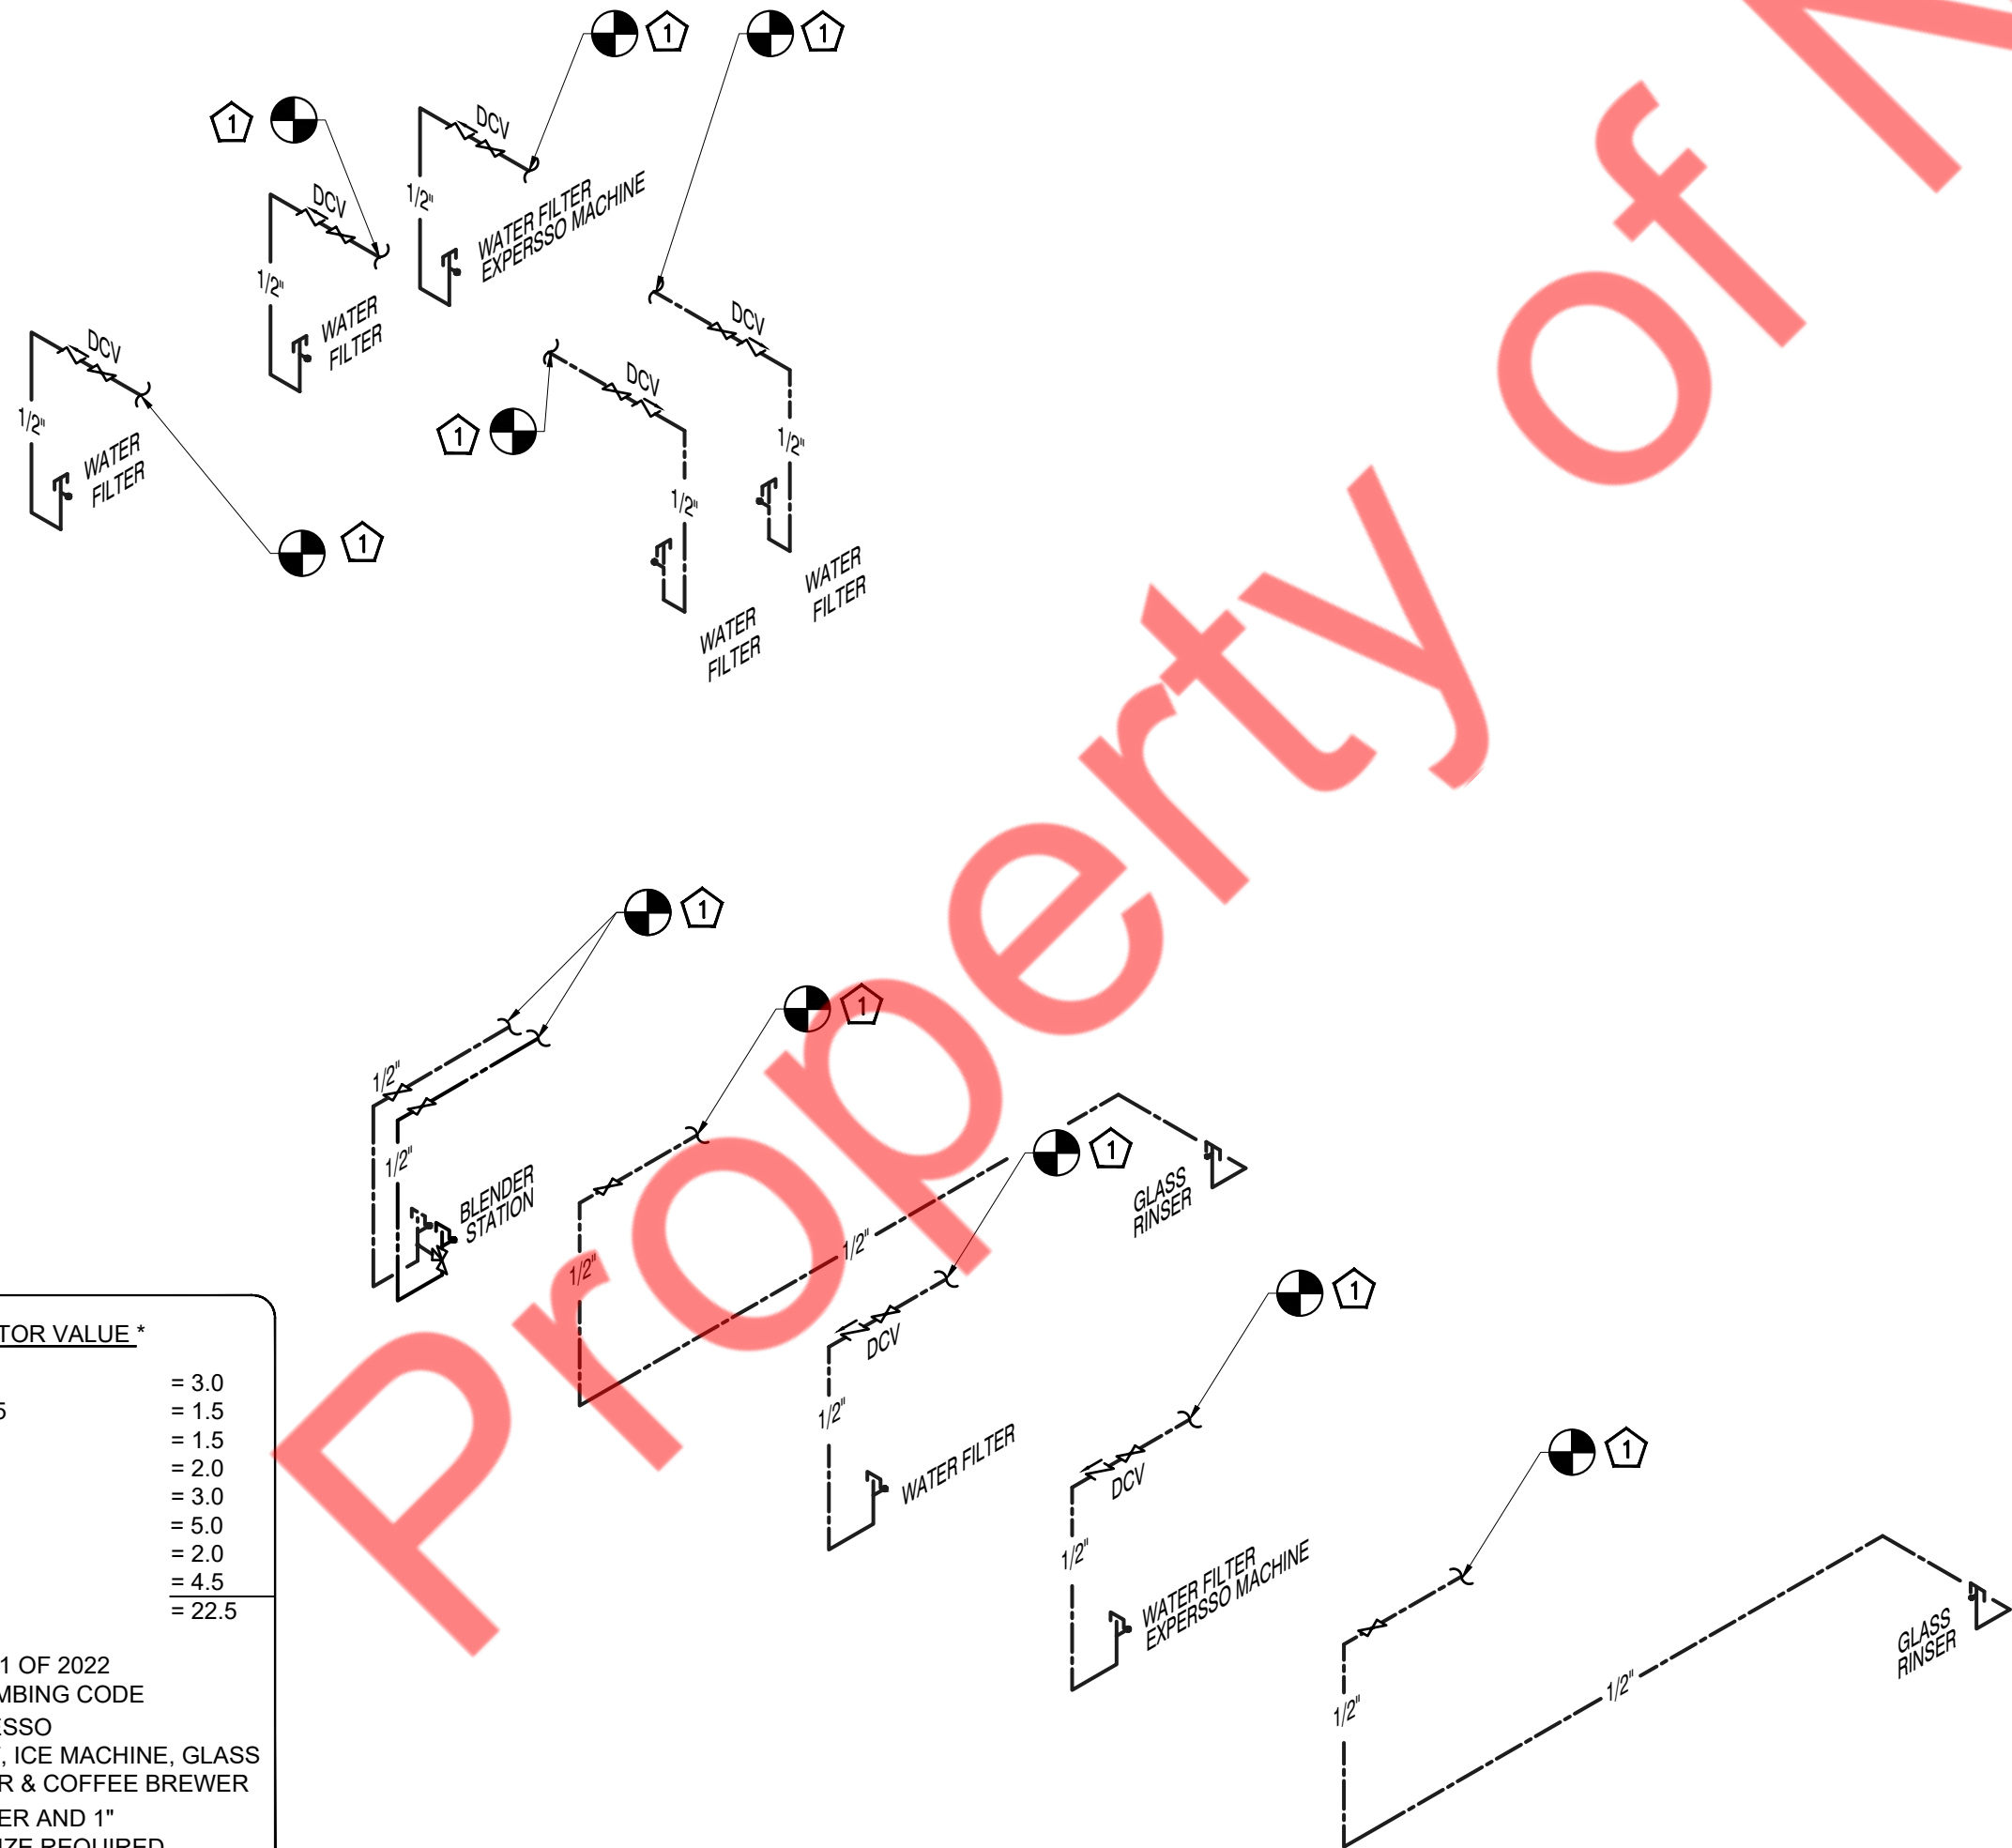 1
1
1
DCV
1/2"
WATER FILTER
EXPERSSO MACHINE
DCV
1/2"
WATER
FILTER
DCV
1/2"
WATER
FILTER
1
DCV
1/2"
WATER
FILTER
DCV
1/2"
WATER
FILTER
1
1
1/2"
1/2"
BLENDER
STATION
1
1/2"
1/2"
GLASS
RINSER
1
DCV
1/2"
WATER FILTER
1
DCV
1/2"
WATER FILTER
EXPERSSO MACHINE
1
1/2"
1/2"
GLASS
RINSER
TOR VALUE *
= 3.0
5 = 1.5
= 1.5
= 2.0
= 3.0
= 5.0
= 2.0
= 4.5
= 22.5
1 OF 2022
MBING CODE
ESSO
, ICE MACHINE, GLASS
R & COFFEE BREWER
ER AND 1"
IZE REQUIRED
Property of